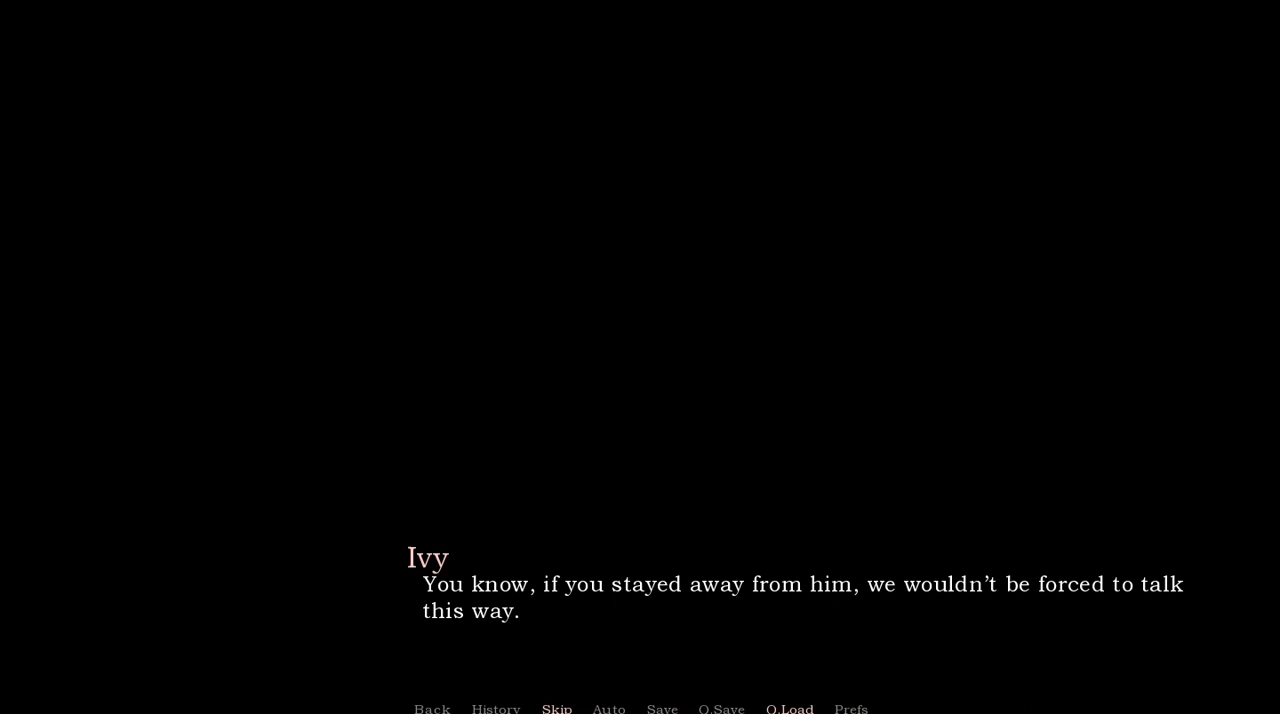 Ivy
You know, if you stayed away from him, we wouldn’t be forced to talk
this way.
Back History Skip Auto Save Q.Save Q.Load Prefs